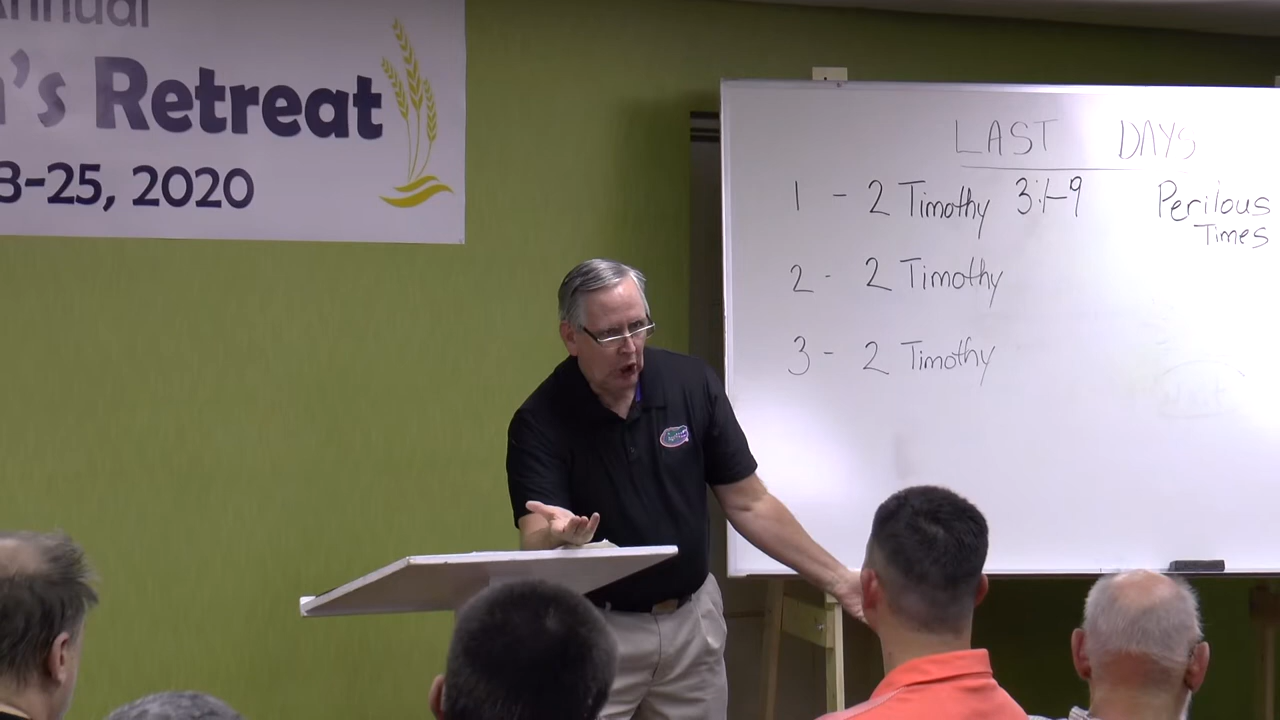 Annual
's Retreat
-25, 2020
LAST DAYS
1 - 2 Timothy 3:1-9 Perilous
Times
2 - 2 Timothy
3 - 2 Timothy